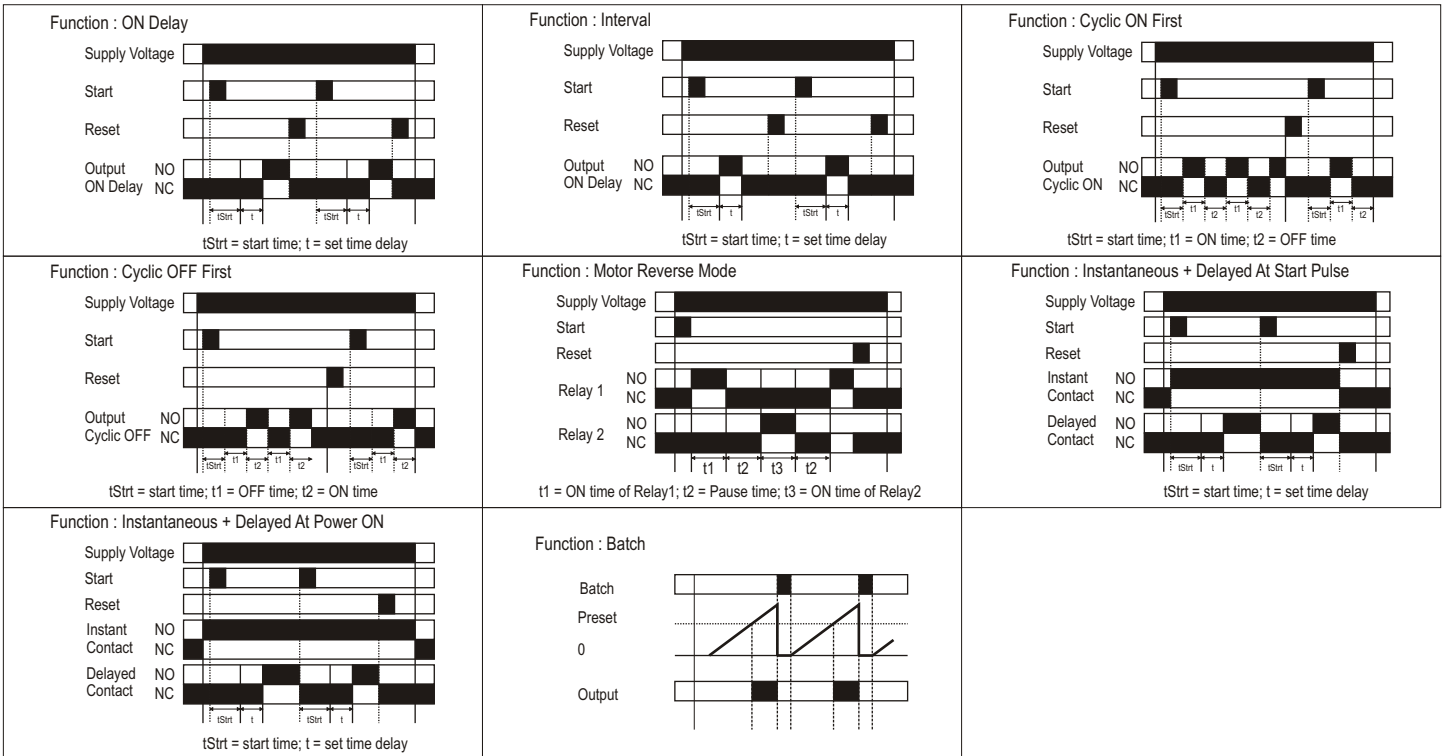 Function : ON Delay
Supply Voltage
Start
Reset
Output NO
ON Delay NC
tStrt t tStrt t
tStrt = start time; t = set time delay
Function : Interval
Supply Voltage
Start
Reset
Output NO
ON Delay NC
tStrt t tStrt t
tStrt = start time; t = set time delay
Function : Cyclic ON First
Supply Voltage
Start
Reset
Output NO
Cyclic ON NC
tStrt t1 t2 t1 t2 tStrt t1 t2
tStrt = start time; t1 = ON time; t2 = OFF time
Function : Cyclic OFF First
Supply Voltage
Start
Reset
Output NO
Cyclic OFF NC
tStrt t1 t2 t1 t2 tStrt t1 t2
tStrt = start time; t1 = OFF time; t2 = ON time
Function : Motor Reverse Mode
Supply Voltage
Start
Reset
Relay 1 NO
NC
Relay 2 NO
NC
t1 t2 t3 t2
t1 = ON time of Relay1; t2 = Pause time; t3 = ON time of Relay2
Function : Instantaneous + Delayed At Start Pulse
Supply Voltage
Start
Reset
Instant NO
Contact NC
Delayed NO
Contact NC
tStrt t tStrt t
tStrt = start time; t = set time delay
Function : Instantaneous + Delayed At Power ON
Supply Voltage
Start
Reset
Instant NO
Contact NC
Delayed NO
Contact NC
tStrt t tStrt t
tStrt = start time; t = set time delay
Function : Batch
Batch
Preset
0
Output